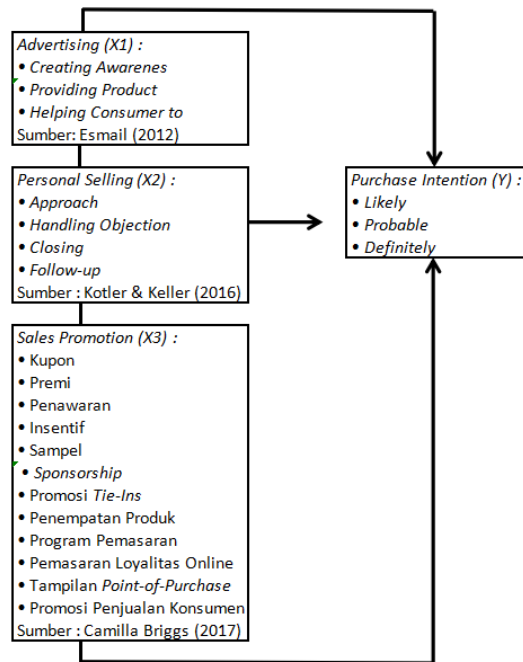 Advertising (X1) :
• Creating Awarenes
• Providing Product
• Helping Consumer to
Sumber: Esmail (2012)
Personal Selling (X2) :
• Approach
• Handling Objection
• Closing
• Follow-up
Sumber : Kotler & Keller (2016)
Purchase Intention (Y) :
• Likely
• Probable
• Definitely
Sales Promotion (X3) :
• Kupon
• Premi
• Penawaran
• Insentif
• Sampel
• Sponsorship
• Promosi Tie-Ins
• Penempatan Produk
• Program Pemasaran
• Pemasaran Loyalitas Online
• Tampilan Point-of-Purchase
• Promosi Penjualan Konsumen
Sumber : Camilla Briggs (2017)